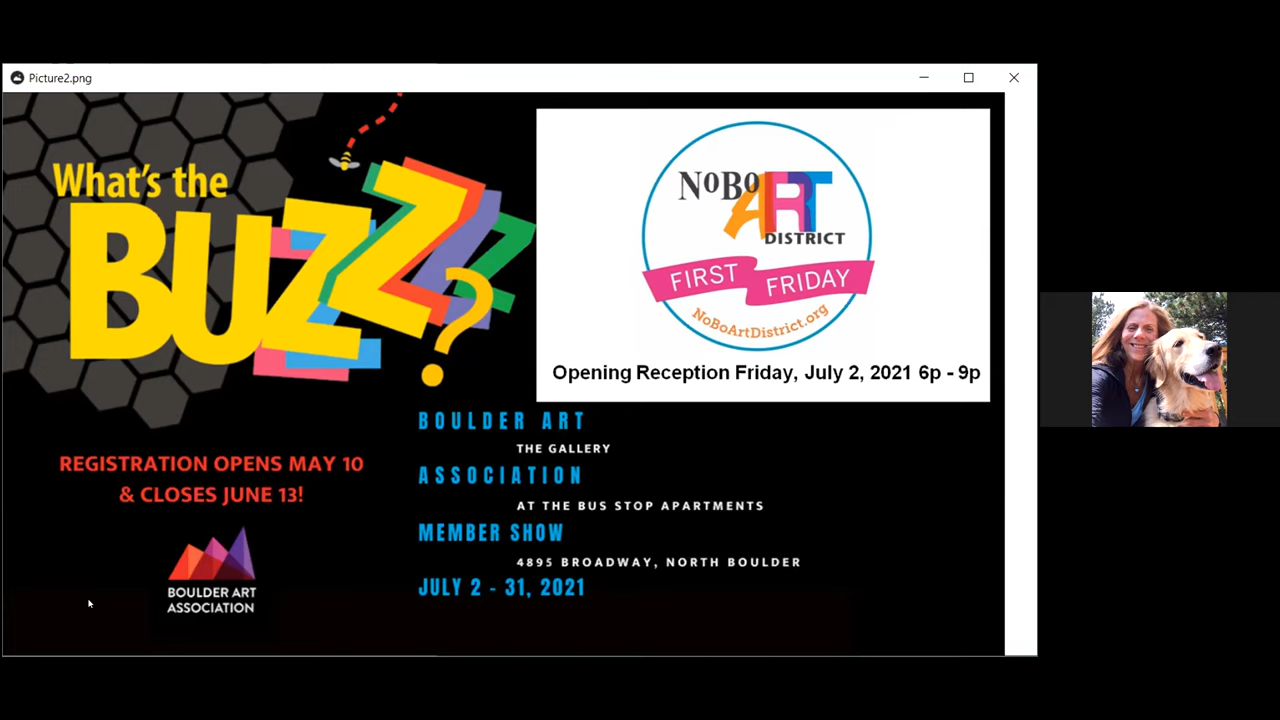 Picture2.png
What's the
BUZZZZ?
NoBo ART
DISTRICT
FIRST FRIDAY
NoBoArtDistrict.org
Opening Reception Friday, July 2, 2021 6p - 9p
REGISTRATION OPENS MAY 10
& CLOSES JUNE 13!
BOULDER ART
ASSOCIATION
BOULDER ART
THE GALLERY
ASSOCIATION
AT THE BUS STOP APARTMENTS
MEMBER SHOW
4895 BROADWAY, NORTH BOULDER
JULY 2 - 31, 2021